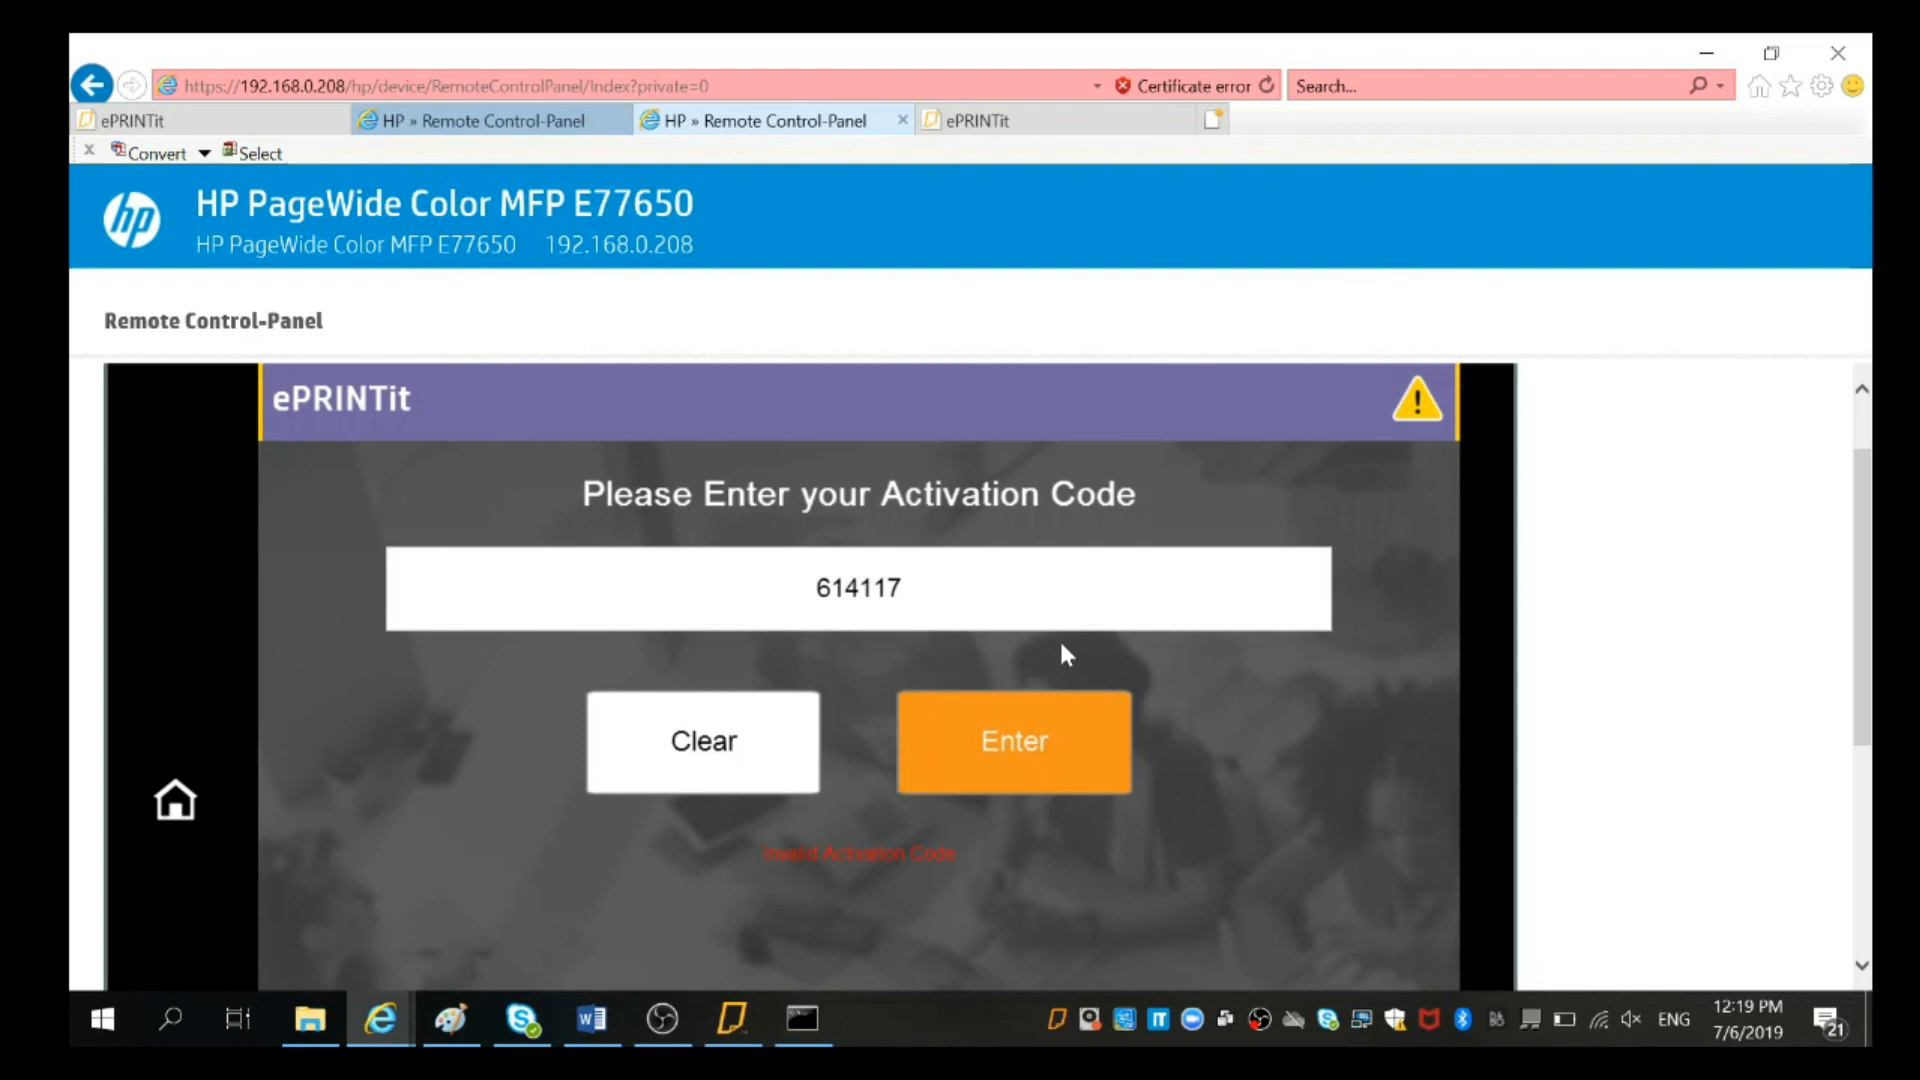 https://192.168.0.208/hp/device/RemoteControlPanel/Index?private=0
Certificate error
Search...
ePRINTit
HP » Remote Control-Panel
HP » Remote Control-Panel
ePRINTit
x Convert Select
hp
HP PageWide Color MFP E77650
HP PageWide Color MFP E77650 192.168.0.208
Remote Control-Panel
ePRINTit
Please Enter your Activation Code
614117
Clear
Enter
Invalid Activation Code
ENG
12:19 PM
7/6/2019
21